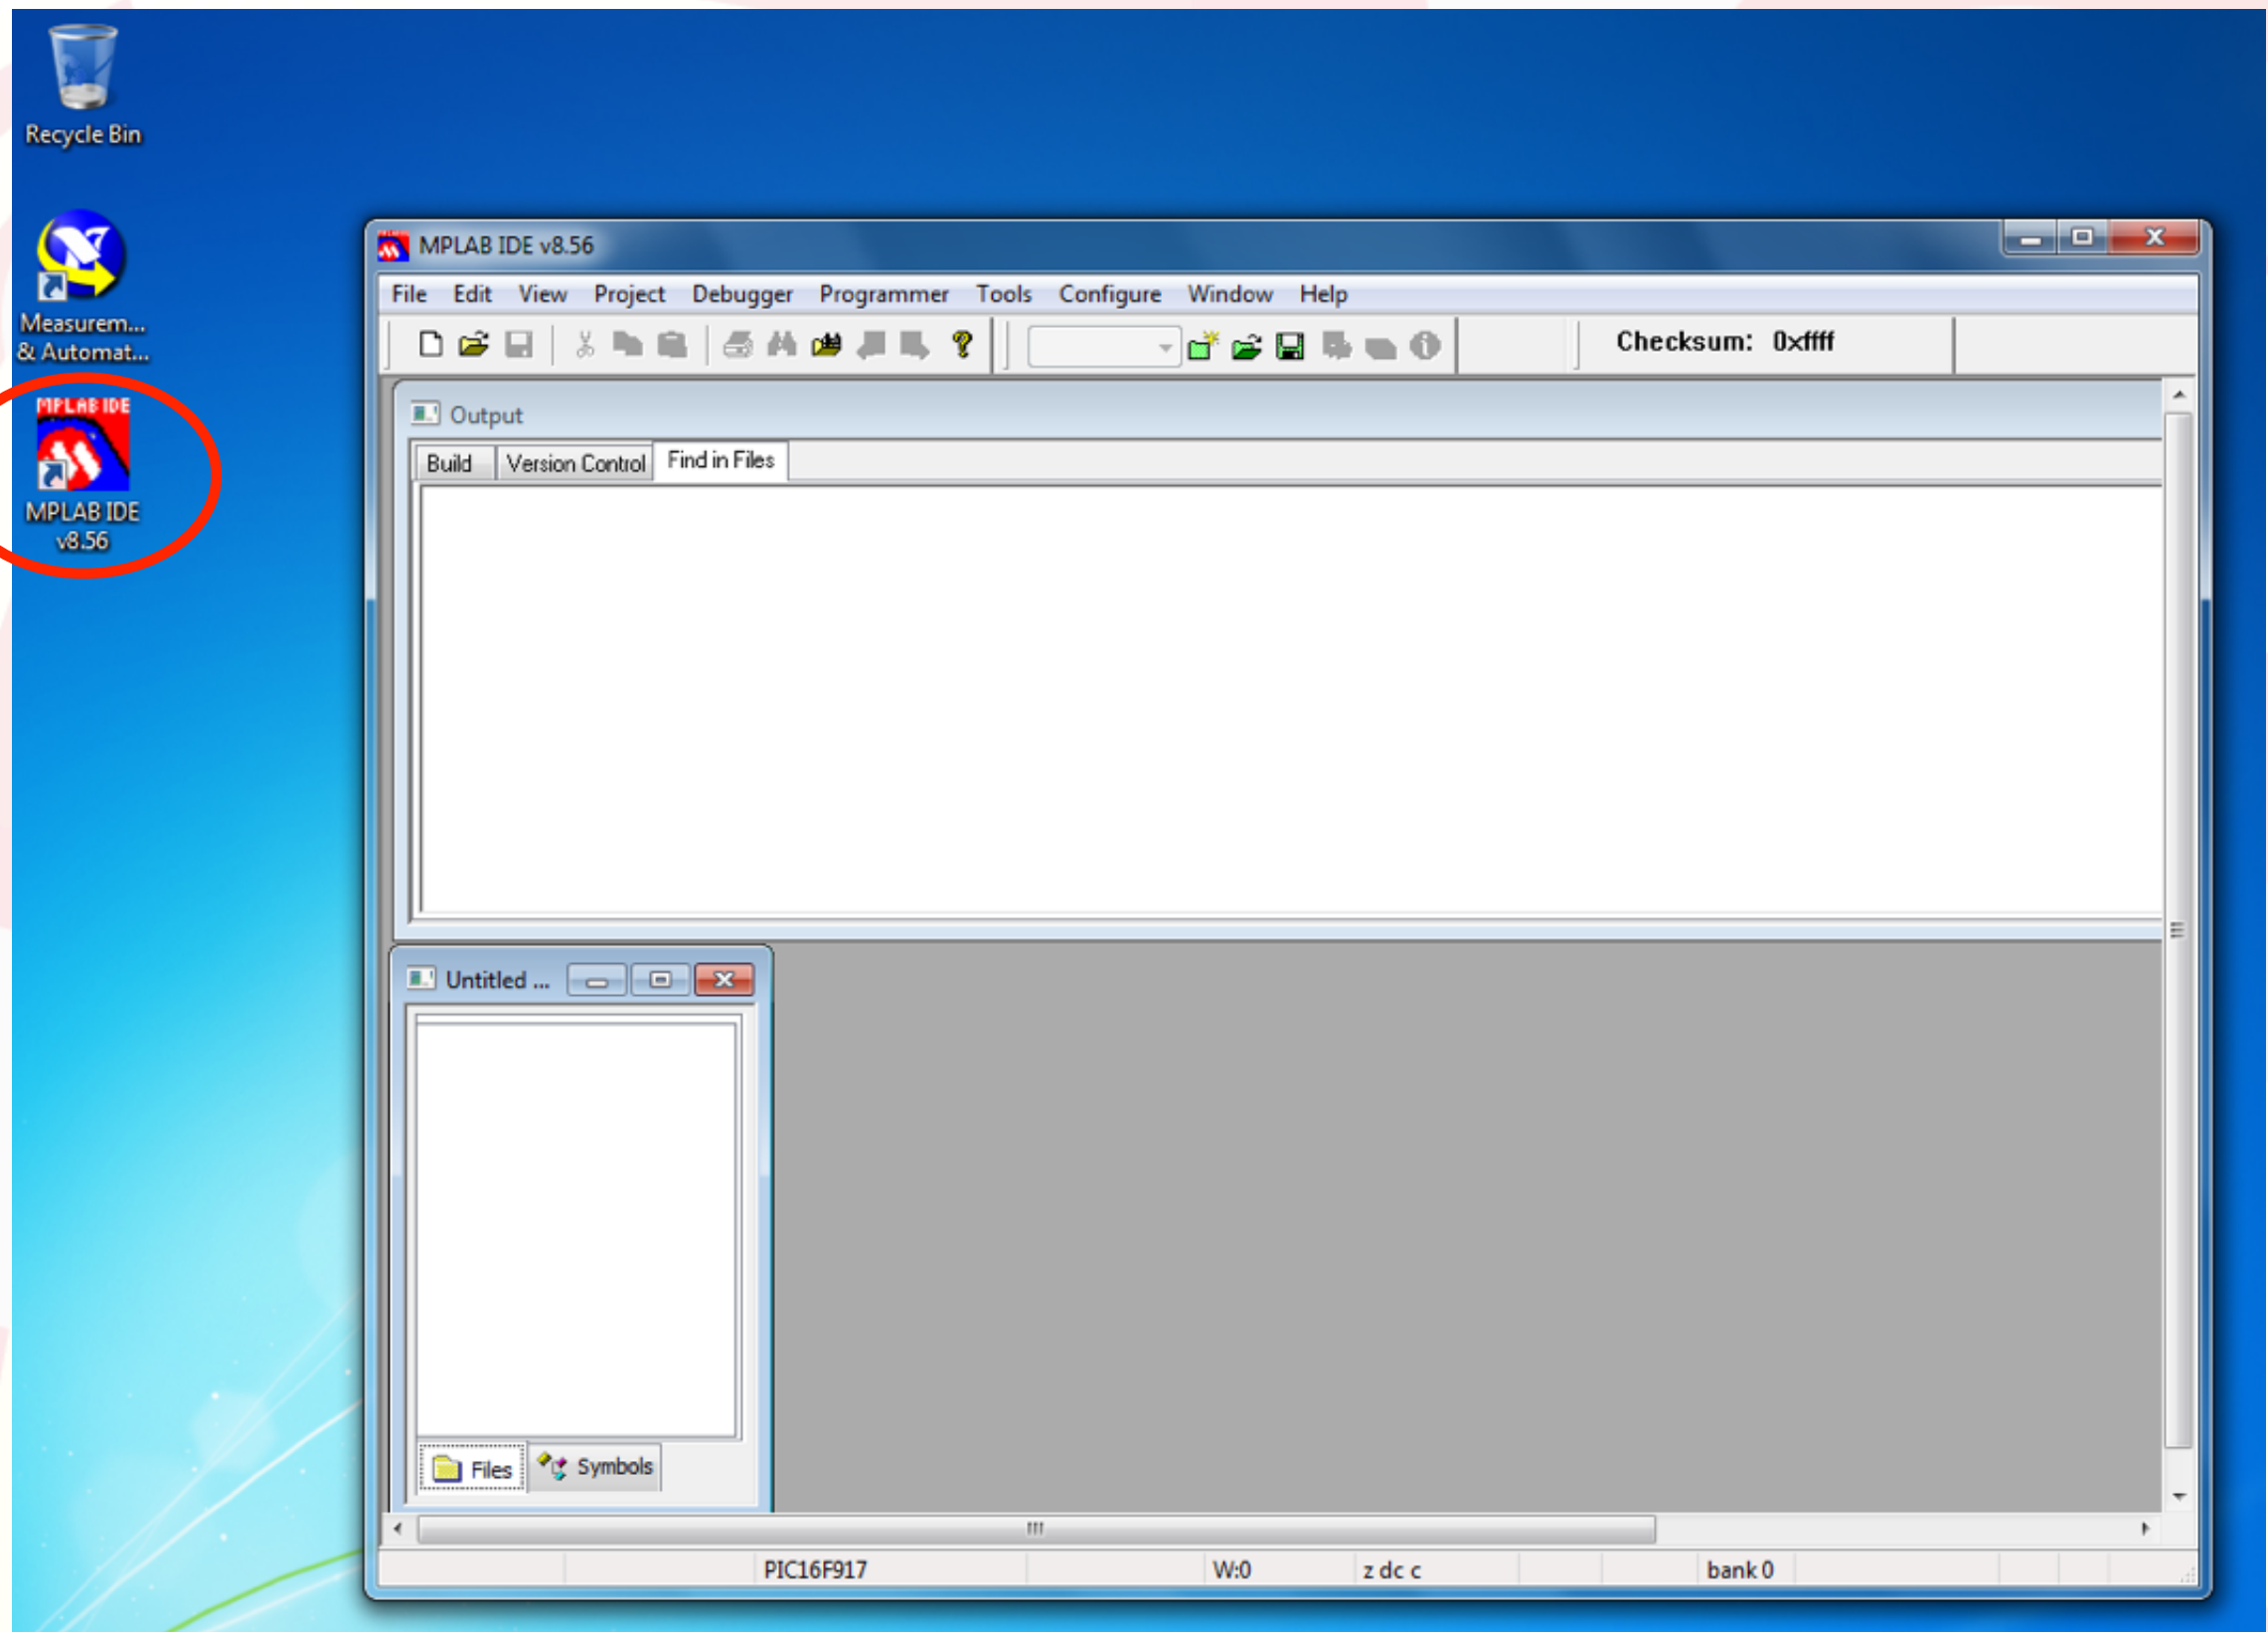 Recycle Bin
Measurem...
& Automat...
MPLAB IDE
MPLAB IDE
v8.56
MPLAB IDE v8.56
File Edit View Project Debugger Programmer Tools Configure Window Help
Checksum: 0xffff
Output
Build Version Control Find in Files
Untitled ...
Files Symbols
PIC16F917 W:0 z dc c bank 0